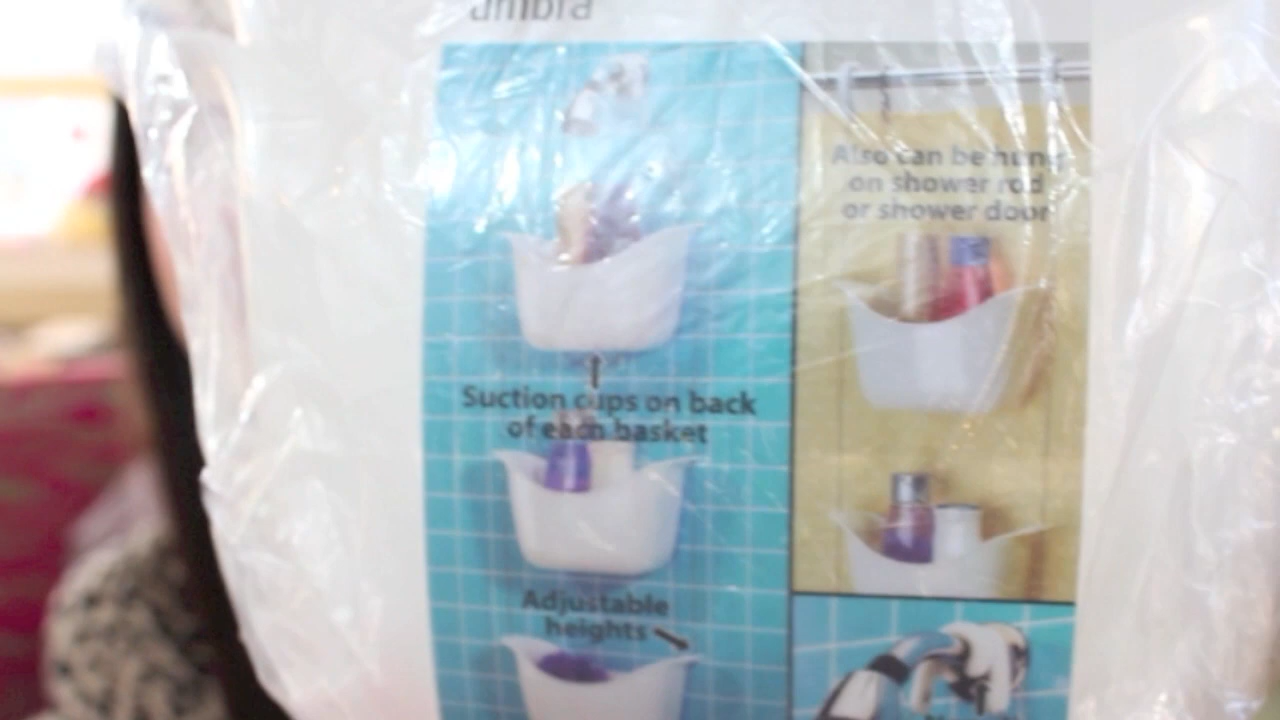 umbra
Also can be hung
on shower rod
or shower door
Suction cups on back
of each basket
Adjustable
heights